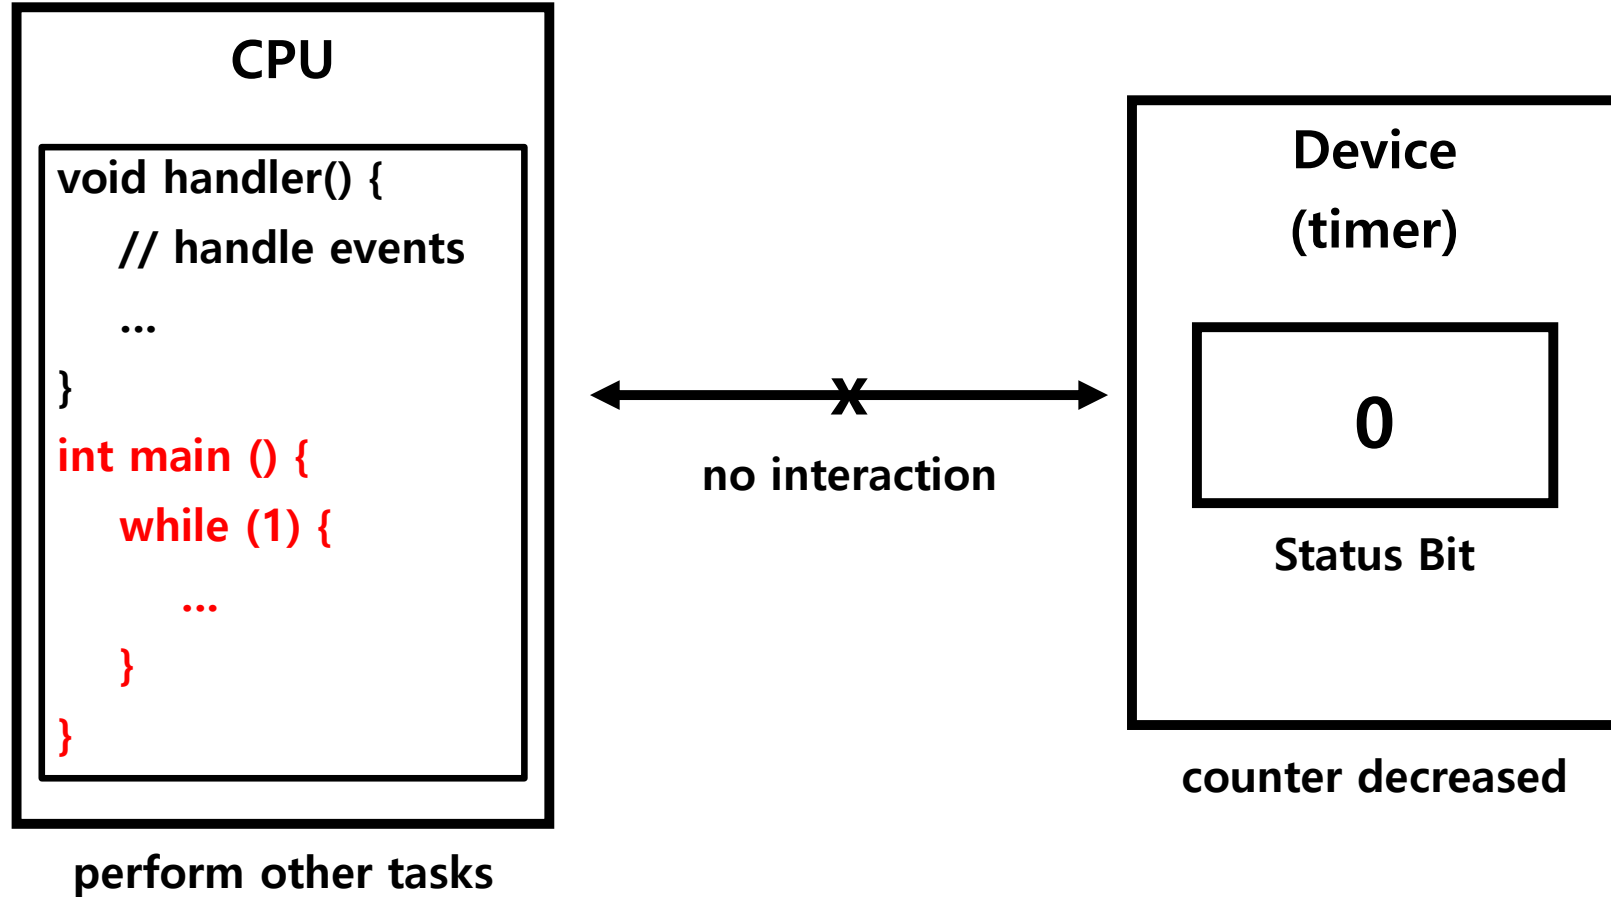 CPU
void handler() {
// handle events
...
}
int main () {
while (1) {
...
}
}
perform other tasks
X
no interaction
Device
(timer)
0
Status Bit
counter decreased